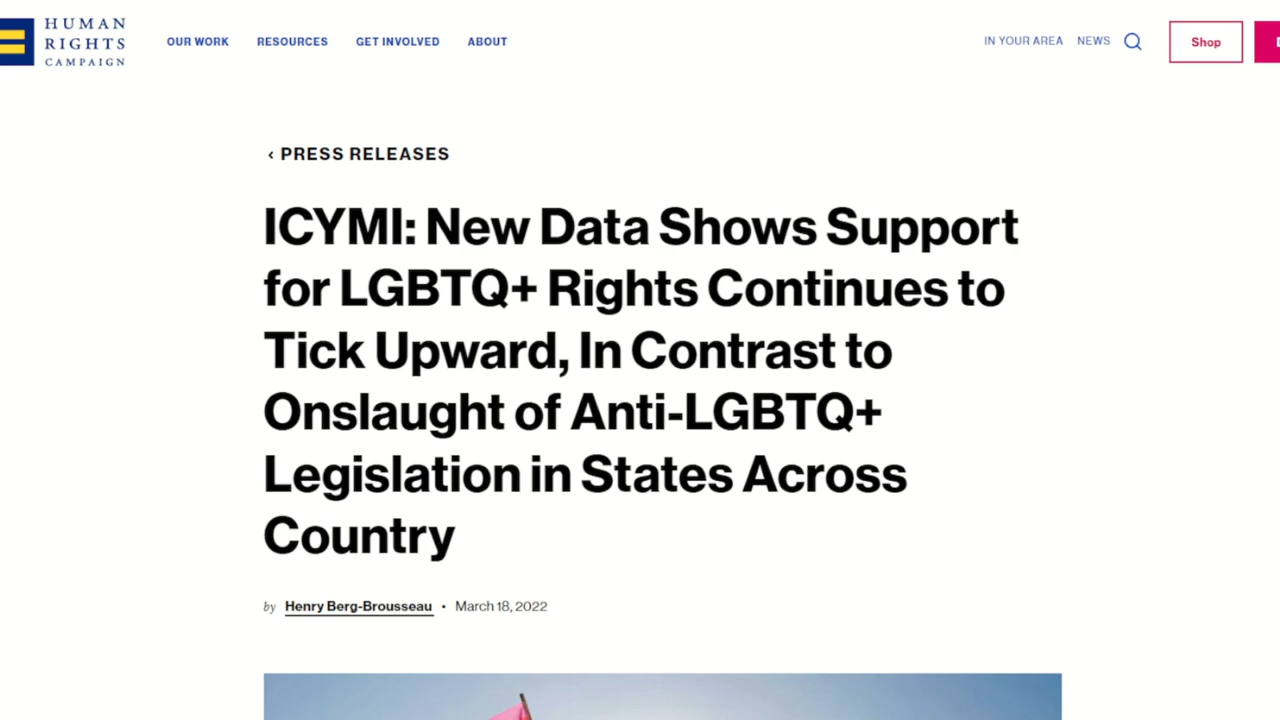 HUMAN
RIGHTS
CAMPAIGN
OUR WORK RESOURCES GET INVOLVED ABOUT
IN YOUR AREA NEWS Shop
‹ PRESS RELEASES
ICYMI: New Data Shows Support
for LGBTQ+ Rights Continues to
Tick Upward, In Contrast to
Onslaught of Anti-LGBTQ+
Legislation in States Across
Country
by Henry Berg-Brousseau • March 18, 2022